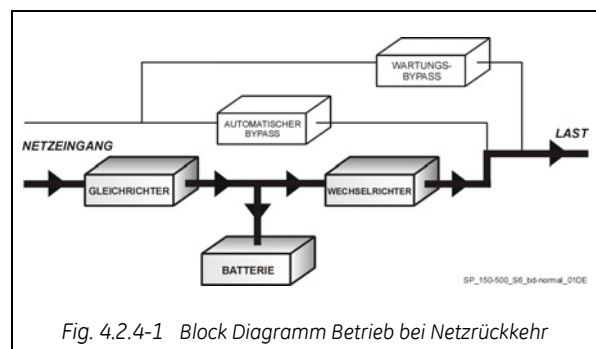 WARTUNGS-
BYPASS
AUTOMATISCHER
BYPASS
NETZEINGANG
LAST
GLEICHRICHTER
WECHSELRICHTER
BATTERIE
SP_150-500_S6_bd-normal_01DE
Fig. 4.2.4-1 Block Diagramm Betrieb bei Netzrückkehr